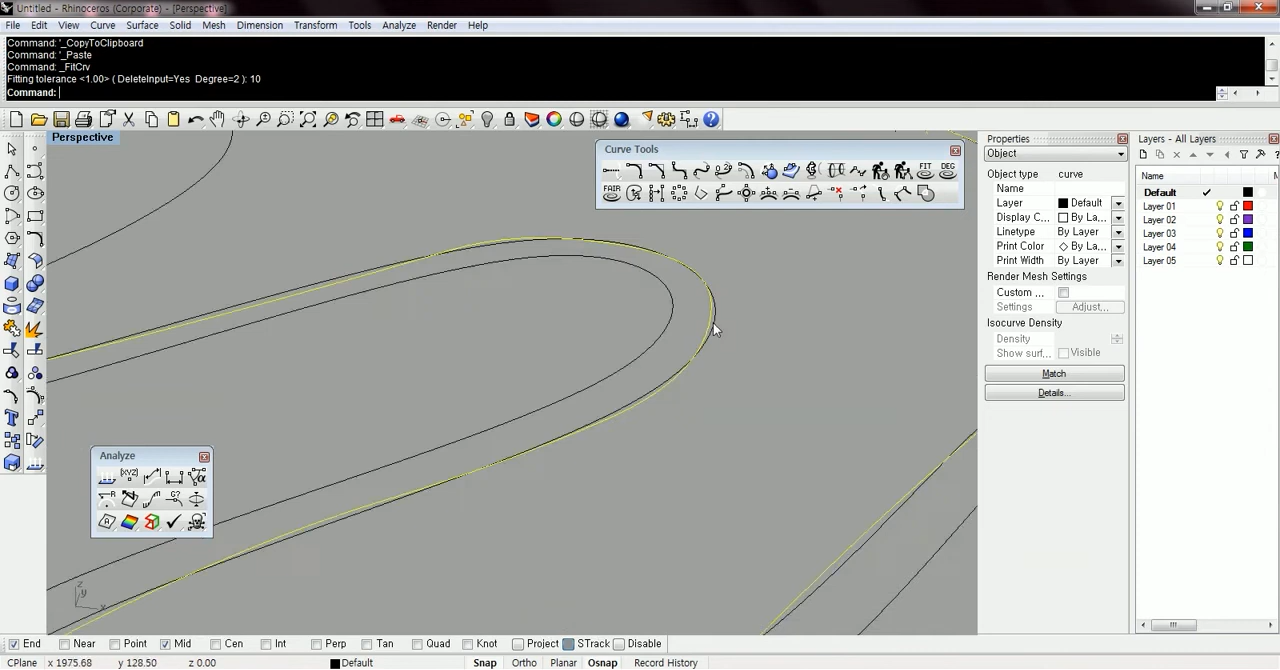 Untitled - Rhinoceros (Corporate) - [Perspective]
File Edit View Curve Surface Solid Mesh Dimension Transform Tools Analyze Render Help
Command: '_CopyToClipboard
Command: '_Paste
Command: _FitCrv
Fitting tolerance <1.00> ( DeleteInput=Yes Degree=2 ): 10
Command:
Perspective
Curve Tools
FIT DEG
FAIR
Properties
Object
Object type curve
Name
Layer Default
Display C... By La...
Linetype By Layer
Print Color By La...
Print Width By Layer
Render Mesh Settings
Custom ...
Settings Adjust...
Isocurve Density
Density
Show surf... Visible
Match
Details...
Layers - All Layers
Name
Default
Layer 01
Layer 02
Layer 03
Layer 04
Layer 05
Analyze
z
y
x
End Near Point Mid Cen Int Perp Tan Quad Knot Project STrack Disable
CPlane x 1975.68 y 128.50 z 0.00 Default Snap Ortho Planar Osnap Record History